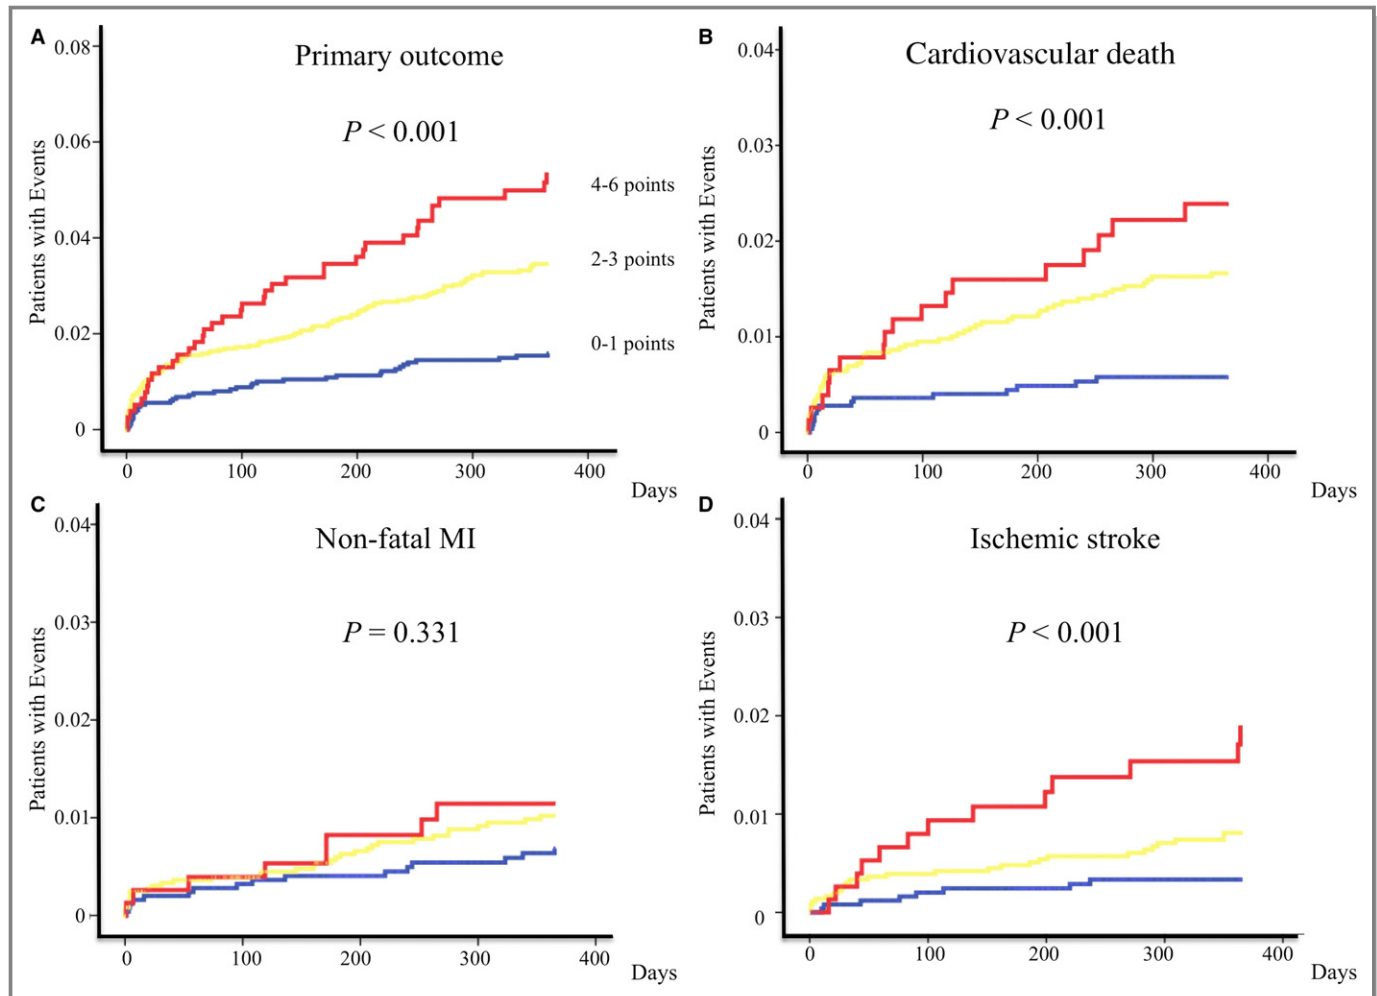 A
Primary outcome
P < 0.001
Patients with Events
0.08
0.06
0.04
0.02
0
4-6 points
2-3 points
0-1 points
0 100 200 300 400
Days
B
Cardiovascular death
P < 0.001
Patients with Events
0.04
0.03
0.02
0.01
0
0 100 200 300 400
Days
C
Non-fatal MI
P = 0.331
Patients with Events
0.04
0.03
0.02
0.01
0
0 100 200 300 400
Days
D
Ischemic stroke
P < 0.001
Patients with Events
0.04
0.03
0.02
0.01
0
0 100 200 300 400
Days